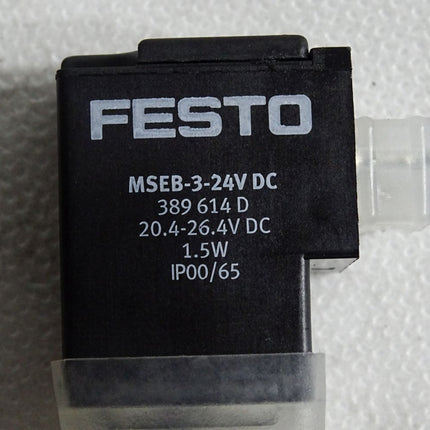 FESTO
MSEB-3-24V DC
389 614 D
20.4-26.4V DC
1.5W
IP00/65